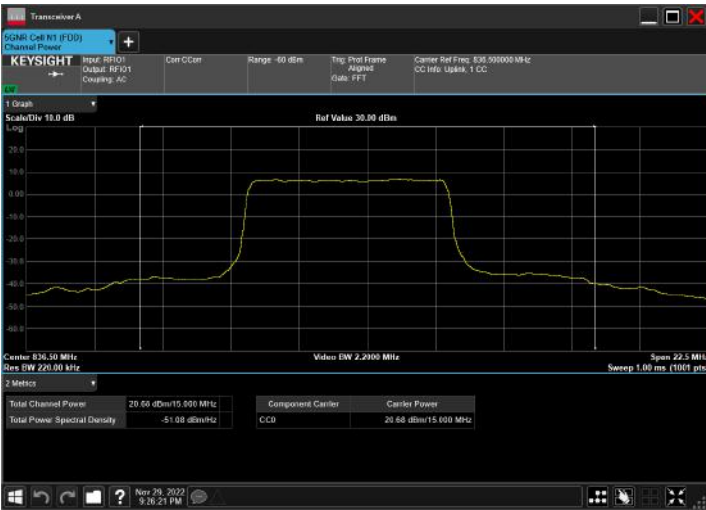 Transceiver A
5GNR Cell N1 (FDD)
Channel Power
KEYSIGHT
Input: RFIO1
Output: RFIO1
Coupling: AC
Corr CCorr
Range: -60 dBm
Trig: Prot Frame
Aligned
Gate: FFT
Carrier Ref Freq: 836.500000 MHz
CC Info: Uplink, 1 CC
1 Graph
Scale/Div 10.0 dB
Ref Value 30.00 dBm
Log
20.0
10.0
0.00
-10.0
-20.0
-30.0
-40.0
-50.0
-60.0
Center 836.50 MHz
Video BW 2.2000 MHz
Span 22.5 MHz
Res BW 220.00 kHz
Sweep 1.00 ms (1001 pts
2 Metrics
Total Channel Power 20.68 dBm/15.000 MHz
Total Power Spectral Density -51.08 dBm/Hz
Component Carrier Carrier Power
CC0 20.68 dBm/15.000 MHz
Nov 29, 2022
9:26:21 PM